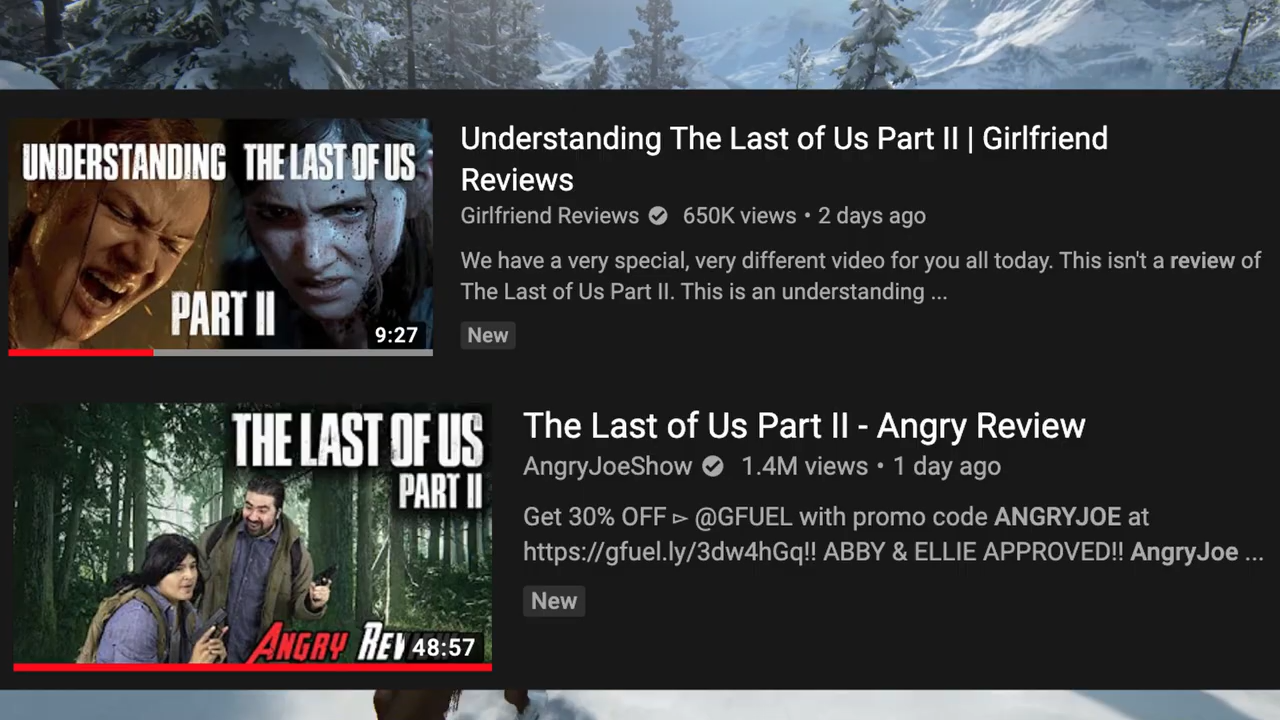 UNDERSTANDING THE LAST OF US
PART II
9:27
Understanding The Last of Us Part II | Girlfriend
Reviews
Girlfriend Reviews 650K views • 2 days ago
We have a very special, very different video for you all today. This isn't a review of
The Last of Us Part II. This is an understanding ...
New
THE LAST OF US
PART II
ANGRY REV
48:57
The Last of Us Part II - Angry Review
AngryJoeShow 1.4M views • 1 day ago
Get 30% OFF ▻ @GFUEL with promo code ANGRYJOE at
https://gfuel.ly/3dw4hGq!! ABBY & ELLIE APPROVED!! AngryJoe ...
New